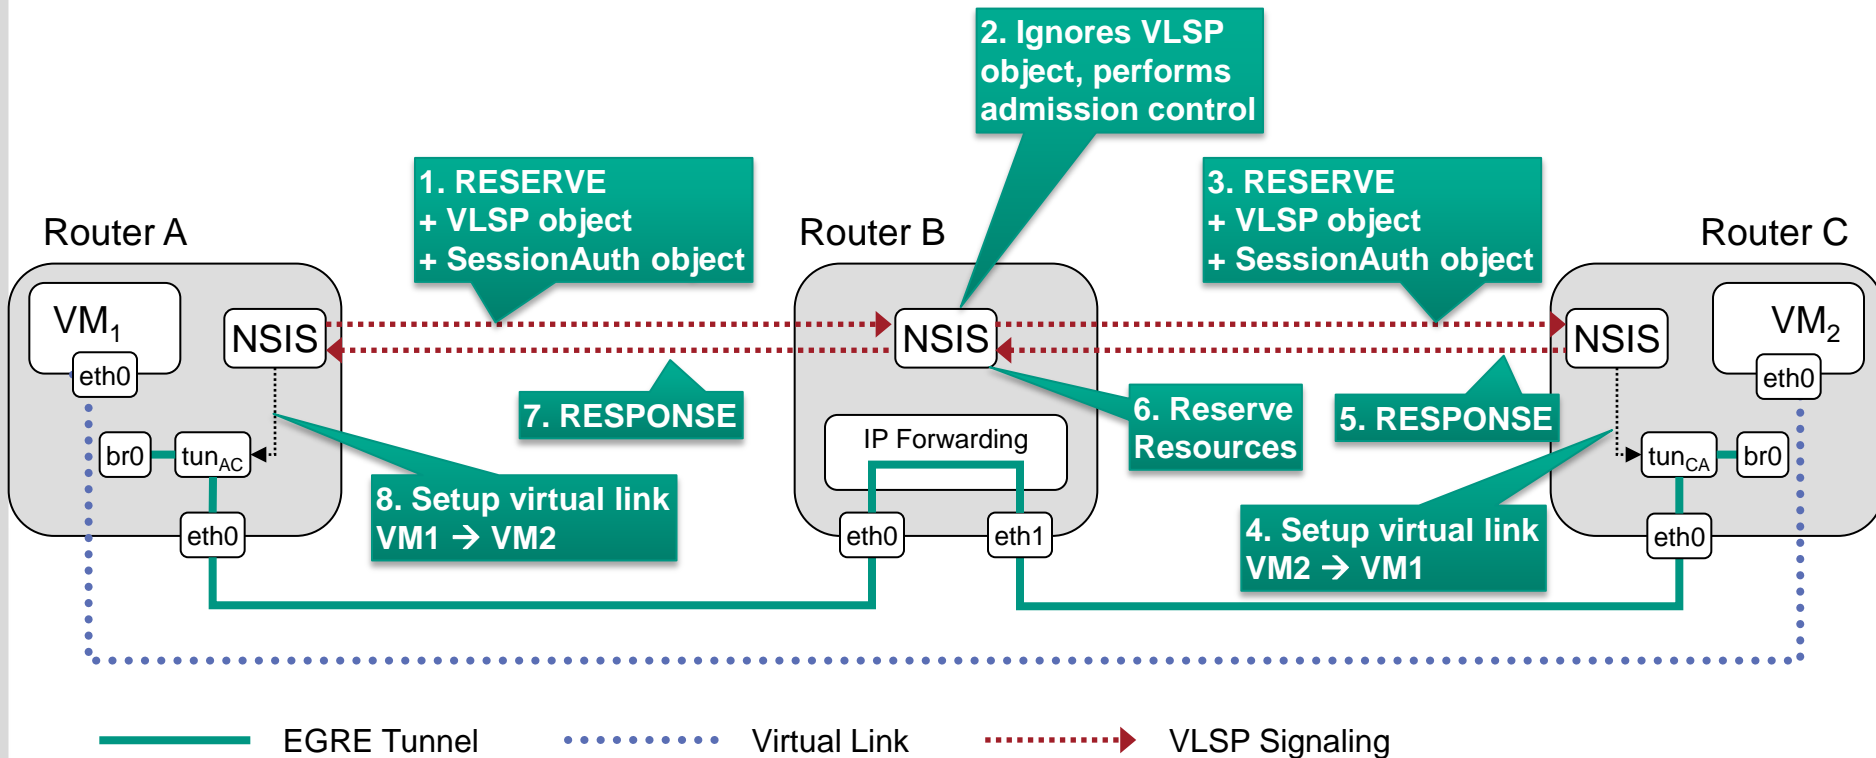 2. Ignores VLSP
object, performs
admission control
1. RESERVE
+ VLSP object
+ SessionAuth object
3. RESERVE
+ VLSP object
+ SessionAuth object
Router A
Router B
Router C
VM1
NSIS
eth0
NSIS
NSIS
VM2
eth0
7. RESPONSE
6. Reserve
Resources
5. RESPONSE
br0
tunAC
IP Forwarding
tunCA
br0
8. Setup virtual link
VM1 → VM2
4. Setup virtual link
VM2 → VM1
eth0
eth0
eth1
eth0
EGRE Tunnel
Virtual Link
VLSP Signaling